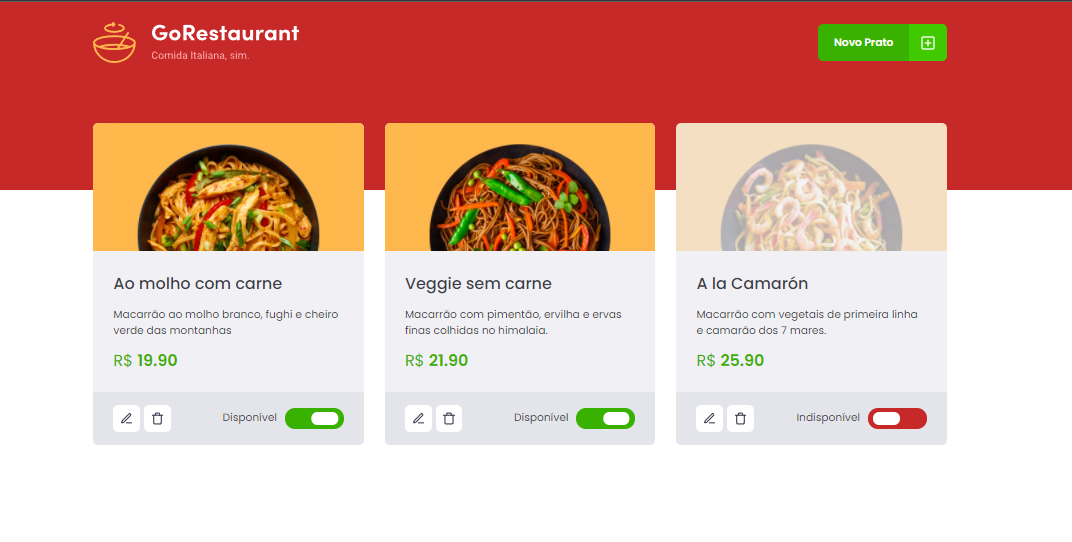 GoRestaurant
Comida Italiana, sim.
Novo Prato
Ao molho com carne
Macarrão ao molho branco, fughi e cheiro
verde das montanhas
R$ 19.90
Disponível
Veggie sem carne
Macarrão com pimentão, ervilha e ervas
finas colhidas no himalaia.
R$ 21.90
Disponível
A la Camarón
Macarrão com vegetais de primeira linha
e camarão dos 7 mares.
R$ 25.90
Indisponível